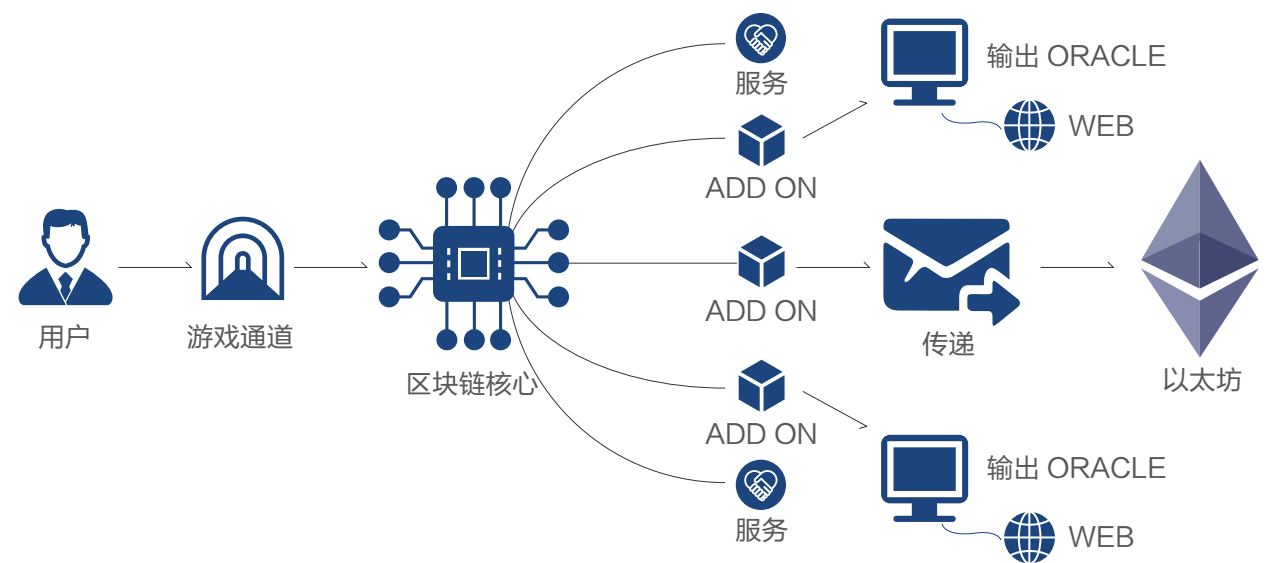 用户
游戏通道
区块链核心
服务
ADD ON
ADD ON
ADD ON
服务
输出 ORACLE
WEB
传递
以太坊
输出 ORACLE
WEB